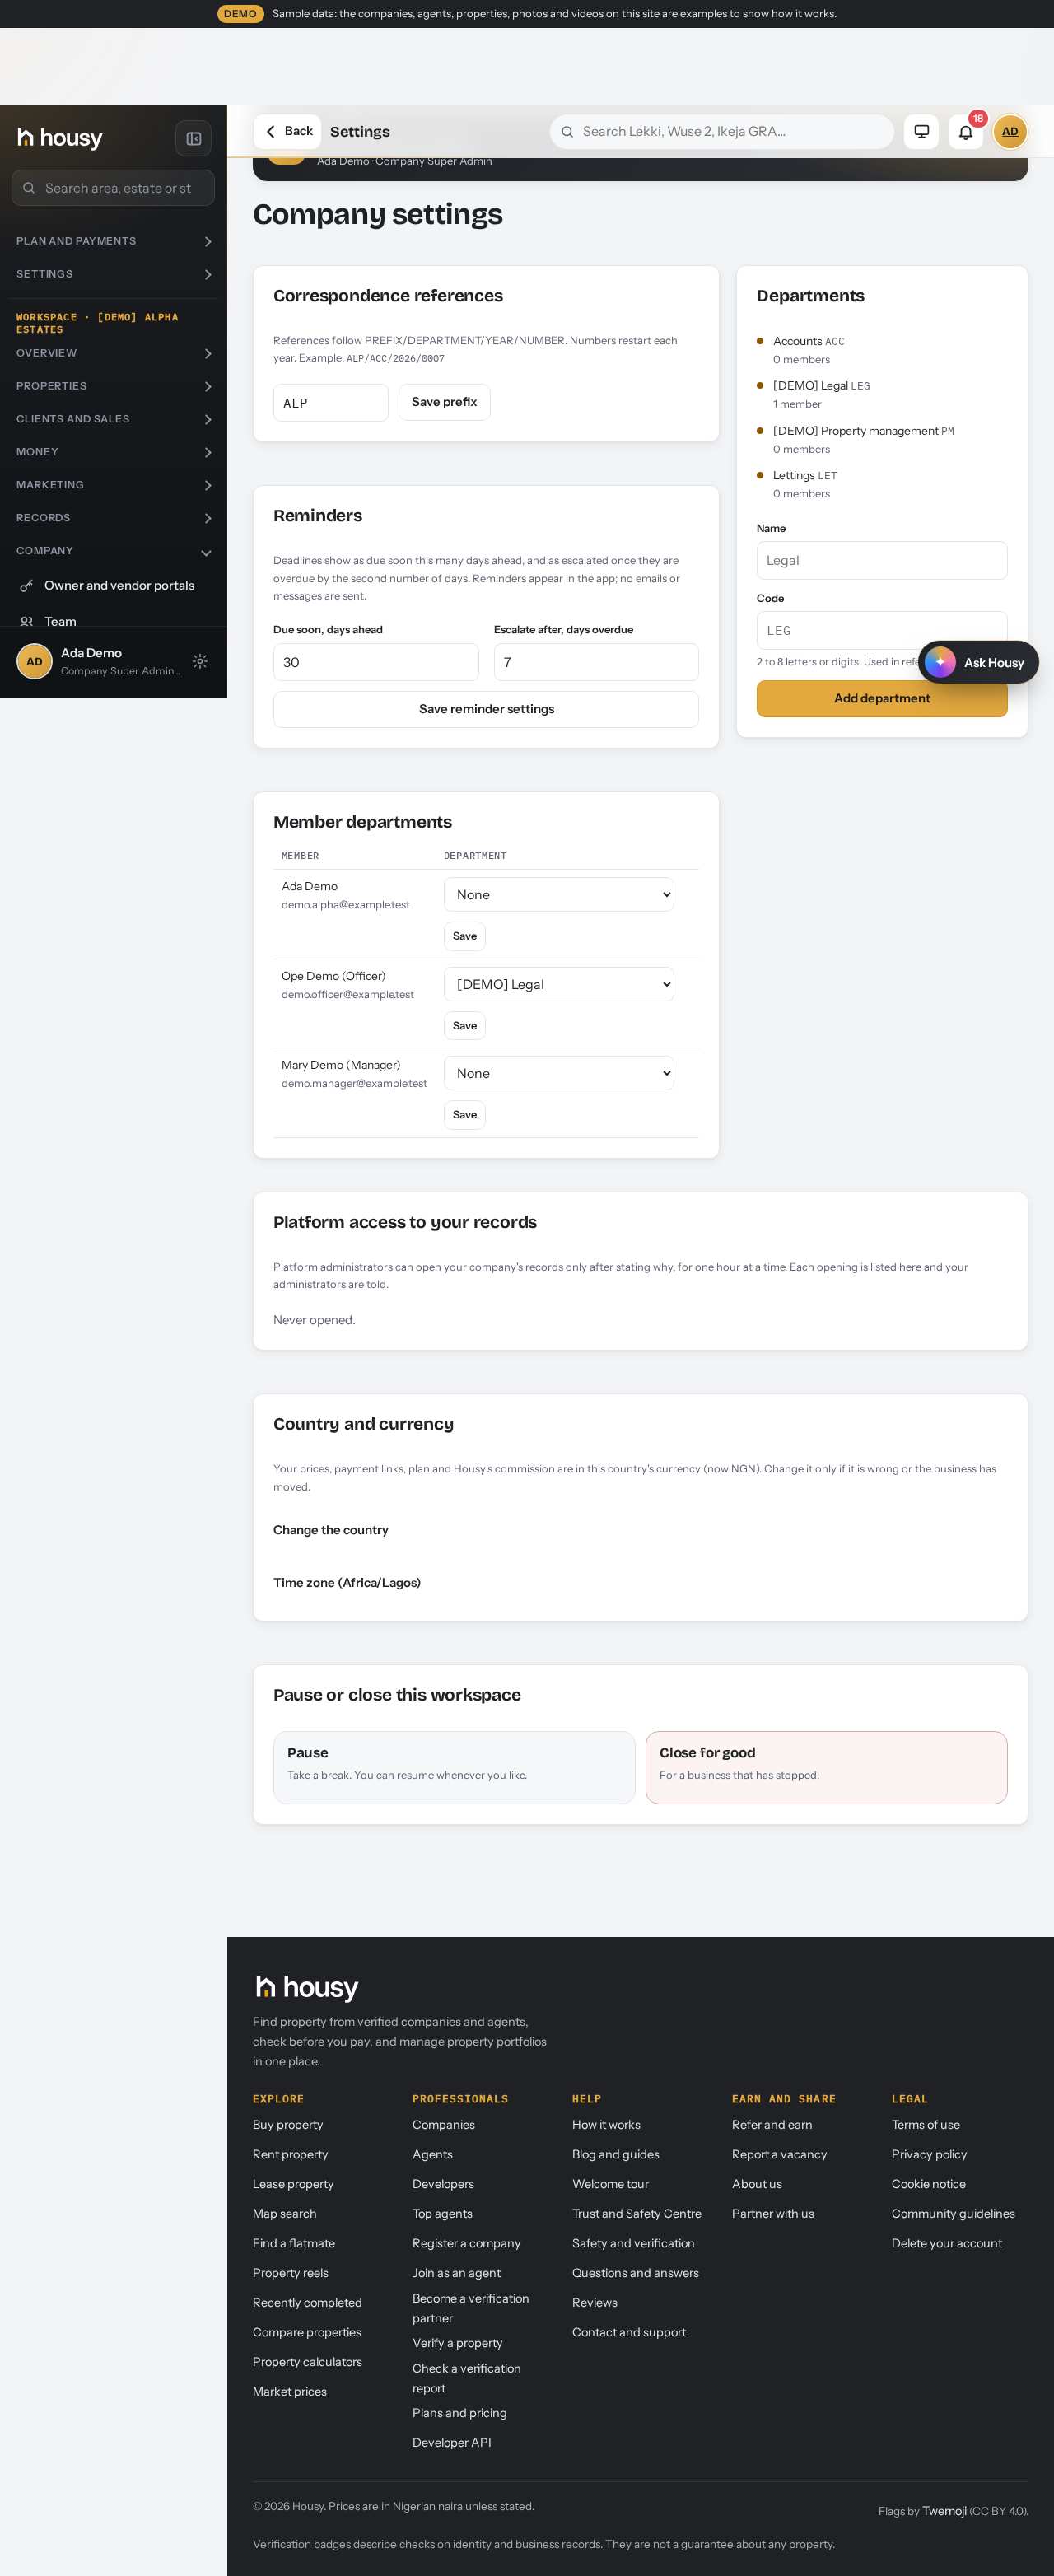 DEMO Sample data: the companies, agents, properties, photos and videos on this site are examples to show how it works.
housy
Search area, estate or st
PLAN AND PAYMENTS
SETTINGS
WORKSPACE · [DEMO] ALPHA
ESTATES
OVERVIEW
PROPERTIES
CLIENTS AND SALES
MONEY
MARKETING
RECORDS
COMPANY
Owner and vendor portals
Team
AD
Ada Demo
Company Super Admin...
Back
Settings
Search Lekki, Wuse 2, Ikeja GRA...
18
AD
Ada Demo · Company Super Admin
Company settings
Correspondence references
References follow PREFIX/DEPARTMENT/YEAR/NUMBER. Numbers restart each
year. Example: ALP/ACC/2026/0007
ALP
Save prefix
Reminders
Deadlines show as due soon this many days ahead, and as escalated once they are
overdue by the second number of days. Reminders appear in the app; no emails or
messages are sent.
Due soon, days ahead
Escalate after, days overdue
30
7
Save reminder settings
Departments
Accounts ACC
0 members
[DEMO] Legal LEG
1 member
[DEMO] Property management PM
0 members
Lettings LET
0 members
Name
Legal
Code
LEG
2 to 8 letters or digits. Used in
Ask Housy
Add department
Member departments
MEMBER DEPARTMENT
Ada Demo
demo.alpha@example.test
None
Save
Ope Demo (Officer)
demo.officer@example.test
[DEMO] Legal
Save
Mary Demo (Manager)
demo.manager@example.test
None
Save
Platform access to your records
Platform administrators can open your company's records only after stating why, for one hour at a time. Each opening is listed here and your
administrators are told.
Never opened.
Country and currency
Your prices, payment links, plan and Housy's commission are in this country's currency (now NGN). Change it only if it is wrong or the business has
moved.
Change the country
Time zone (Africa/Lagos)
Pause or close this workspace
Pause
Take a break. You can resume whenever you like.
Close for good
For a business that has stopped.
housy
Find property from verified companies and agents,
check before you pay, and manage property portfolios
in one place.
EXPLORE
Buy property
Rent property
Lease property
Map search
Find a flatmate
Property reels
Recently completed
Compare properties
Property calculators
Market prices
PROFESSIONALS
Companies
Agents
Developers
Top agents
Register a company
Join as an agent
Become a verification
partner
Verify a property
Check a verification
report
Plans and pricing
Developer API
HELP
How it works
Blog and guides
Welcome tour
Trust and Safety Centre
Safety and verification
Questions and answers
Reviews
Contact and support
EARN AND SHARE
Refer and earn
Report a vacancy
About us
Partner with us
LEGAL
Terms of use
Privacy policy
Cookie notice
Community guidelines
Delete your account
© 2026 Housy. Prices are in Nigerian naira unless stated.
Flags by Twemoji (CC BY 4.0).
Verification badges describe checks on identity and business records. They are not a guarantee about any property.